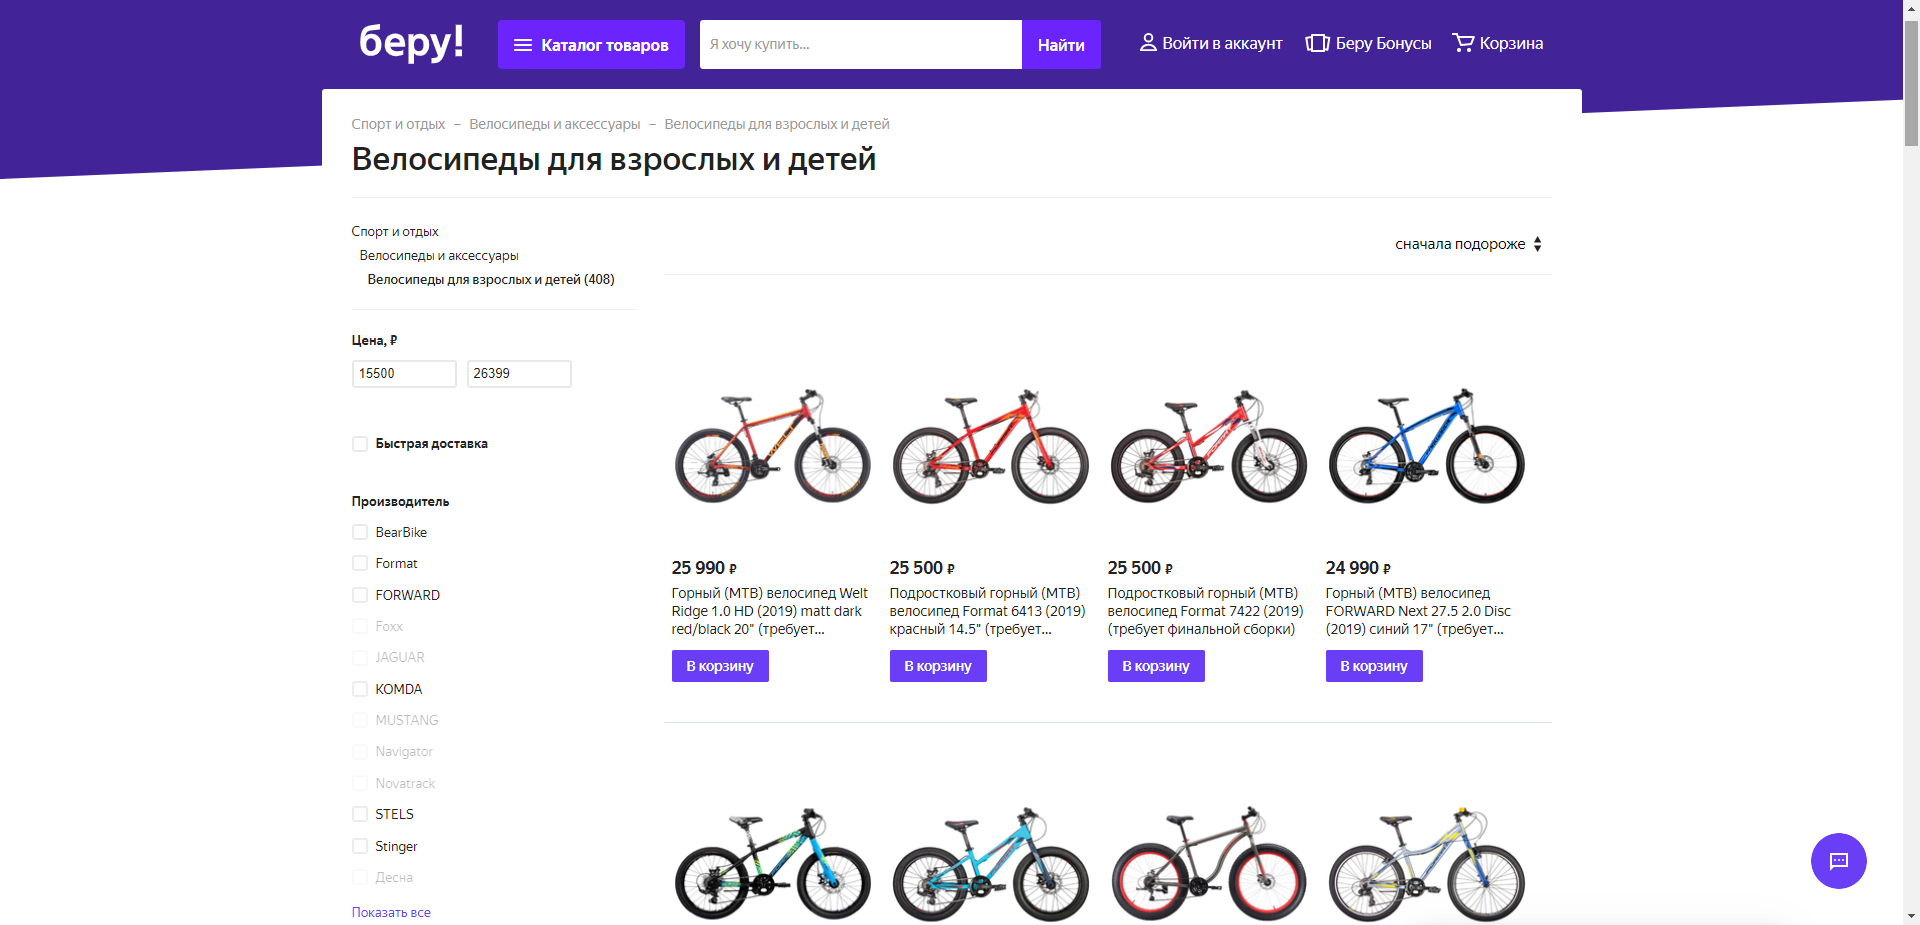 беру!
Каталог товаров
Я хочу купить...
Найти
Войти в аккаунт
Беру Бонусы
Корзина
Спорт и отдых – Велосипеды и аксессуары – Велосипеды для взрослых и детей
Велосипеды для взрослых и детей
Спорт и отдых
Велосипеды и аксессуары
Велосипеды для взрослых и детей (408)
сначала подороже
Цена, ₽
15500
26399
Быстрая доставка
Производитель
BearBike
Format
FORWARD
Foxx
JAGUAR
KOMDA
MUSTANG
Navigator
Novatrack
STELS
Stinger
Десна
Показать все
25 990 ₽
Горный (MTB) велосипед Welt
Ridge 1.0 HD (2019) matt dark
red/black 20" (требует...
В корзину
25 500 ₽
Подростковый горный (MTB)
велосипед Format 6413 (2019)
красный 14.5" (требует...
В корзину
25 500 ₽
Подростковый горный (MTB)
велосипед Format 7422 (2019)
(требует финальной сборки)
В корзину
24 990 ₽
Горный (MTB) велосипед
FORWARD Next 27.5 2.0 Disc
(2019) синий 17" (требует...
В корзину